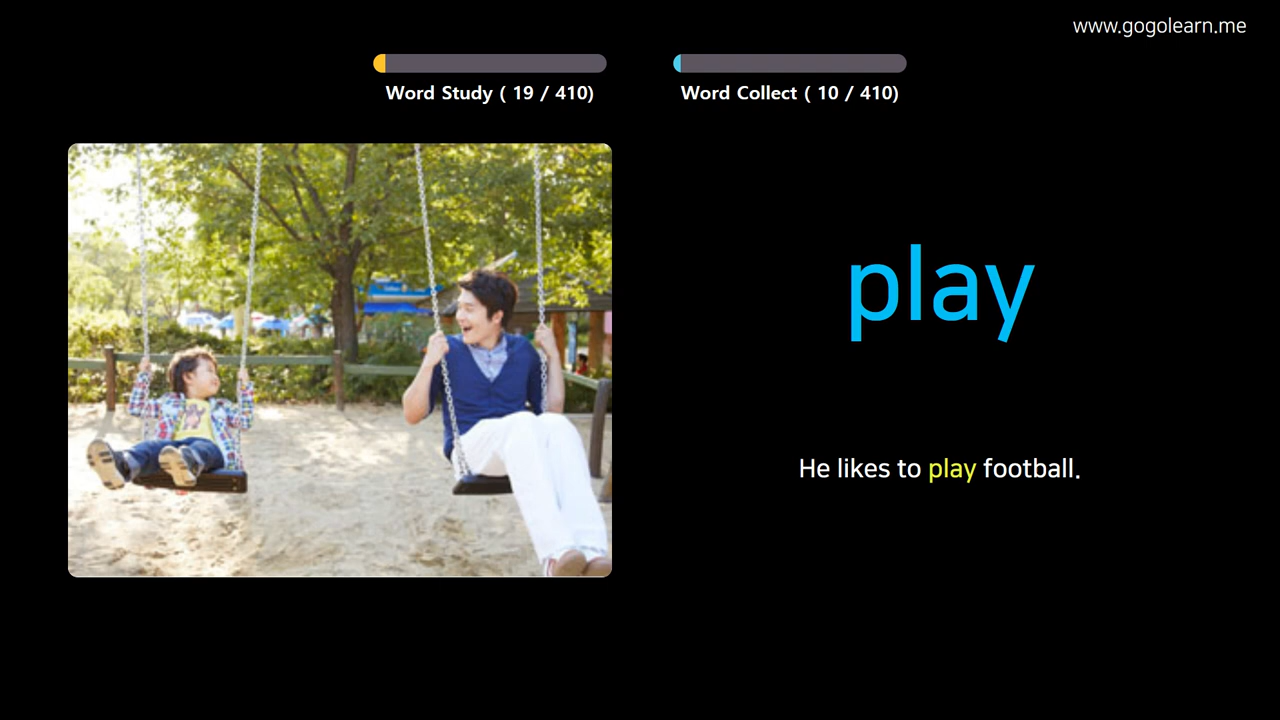 www.gogolearn.me
Word Study ( 19 / 410)
Word Collect ( 10 / 410)
play
He likes to play football.